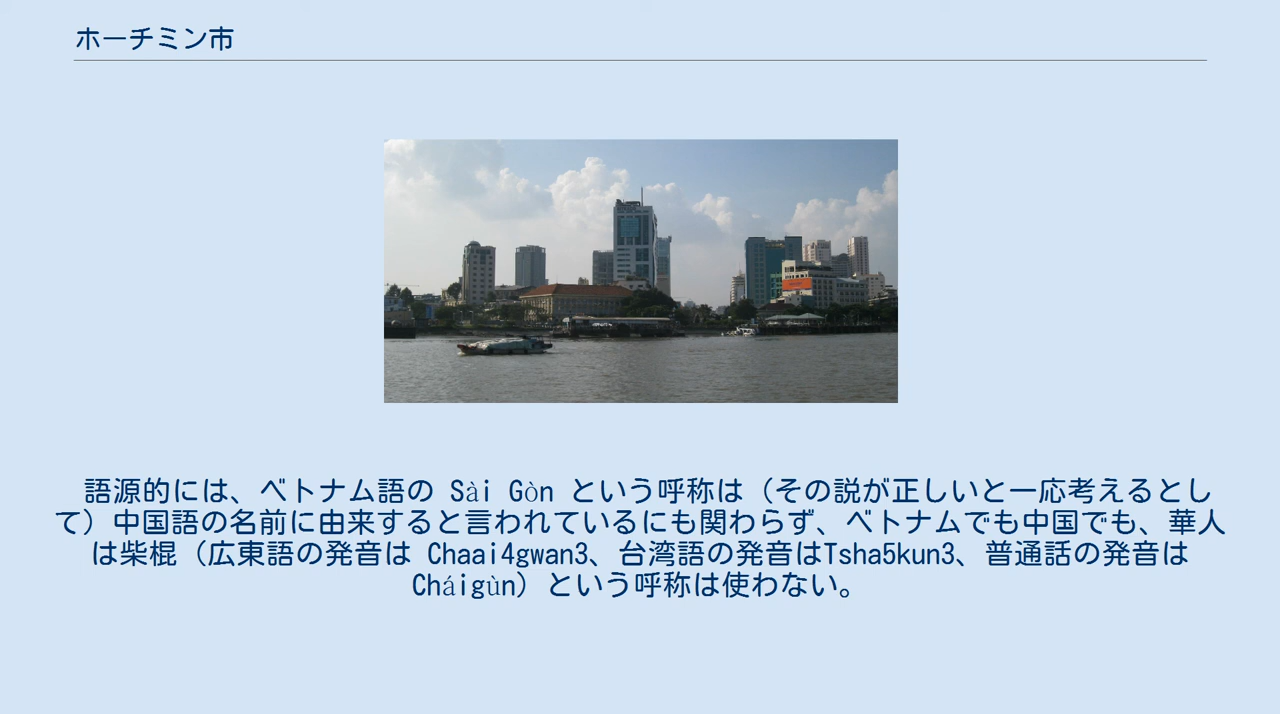 ホーチミン市
語源的には、ベトナム語の Sài Gòn という呼称は（その説が正しいと一応考えるとし
て）中国語の名前に由来すると言われているにも関わらず、ベトナムでも中国でも、華人
は柴棍（広東語の発音は Chaai4gwan3、台湾語の発音はTsha5kun3、普通話の発音は
Cháigùn）という呼称は使わない。